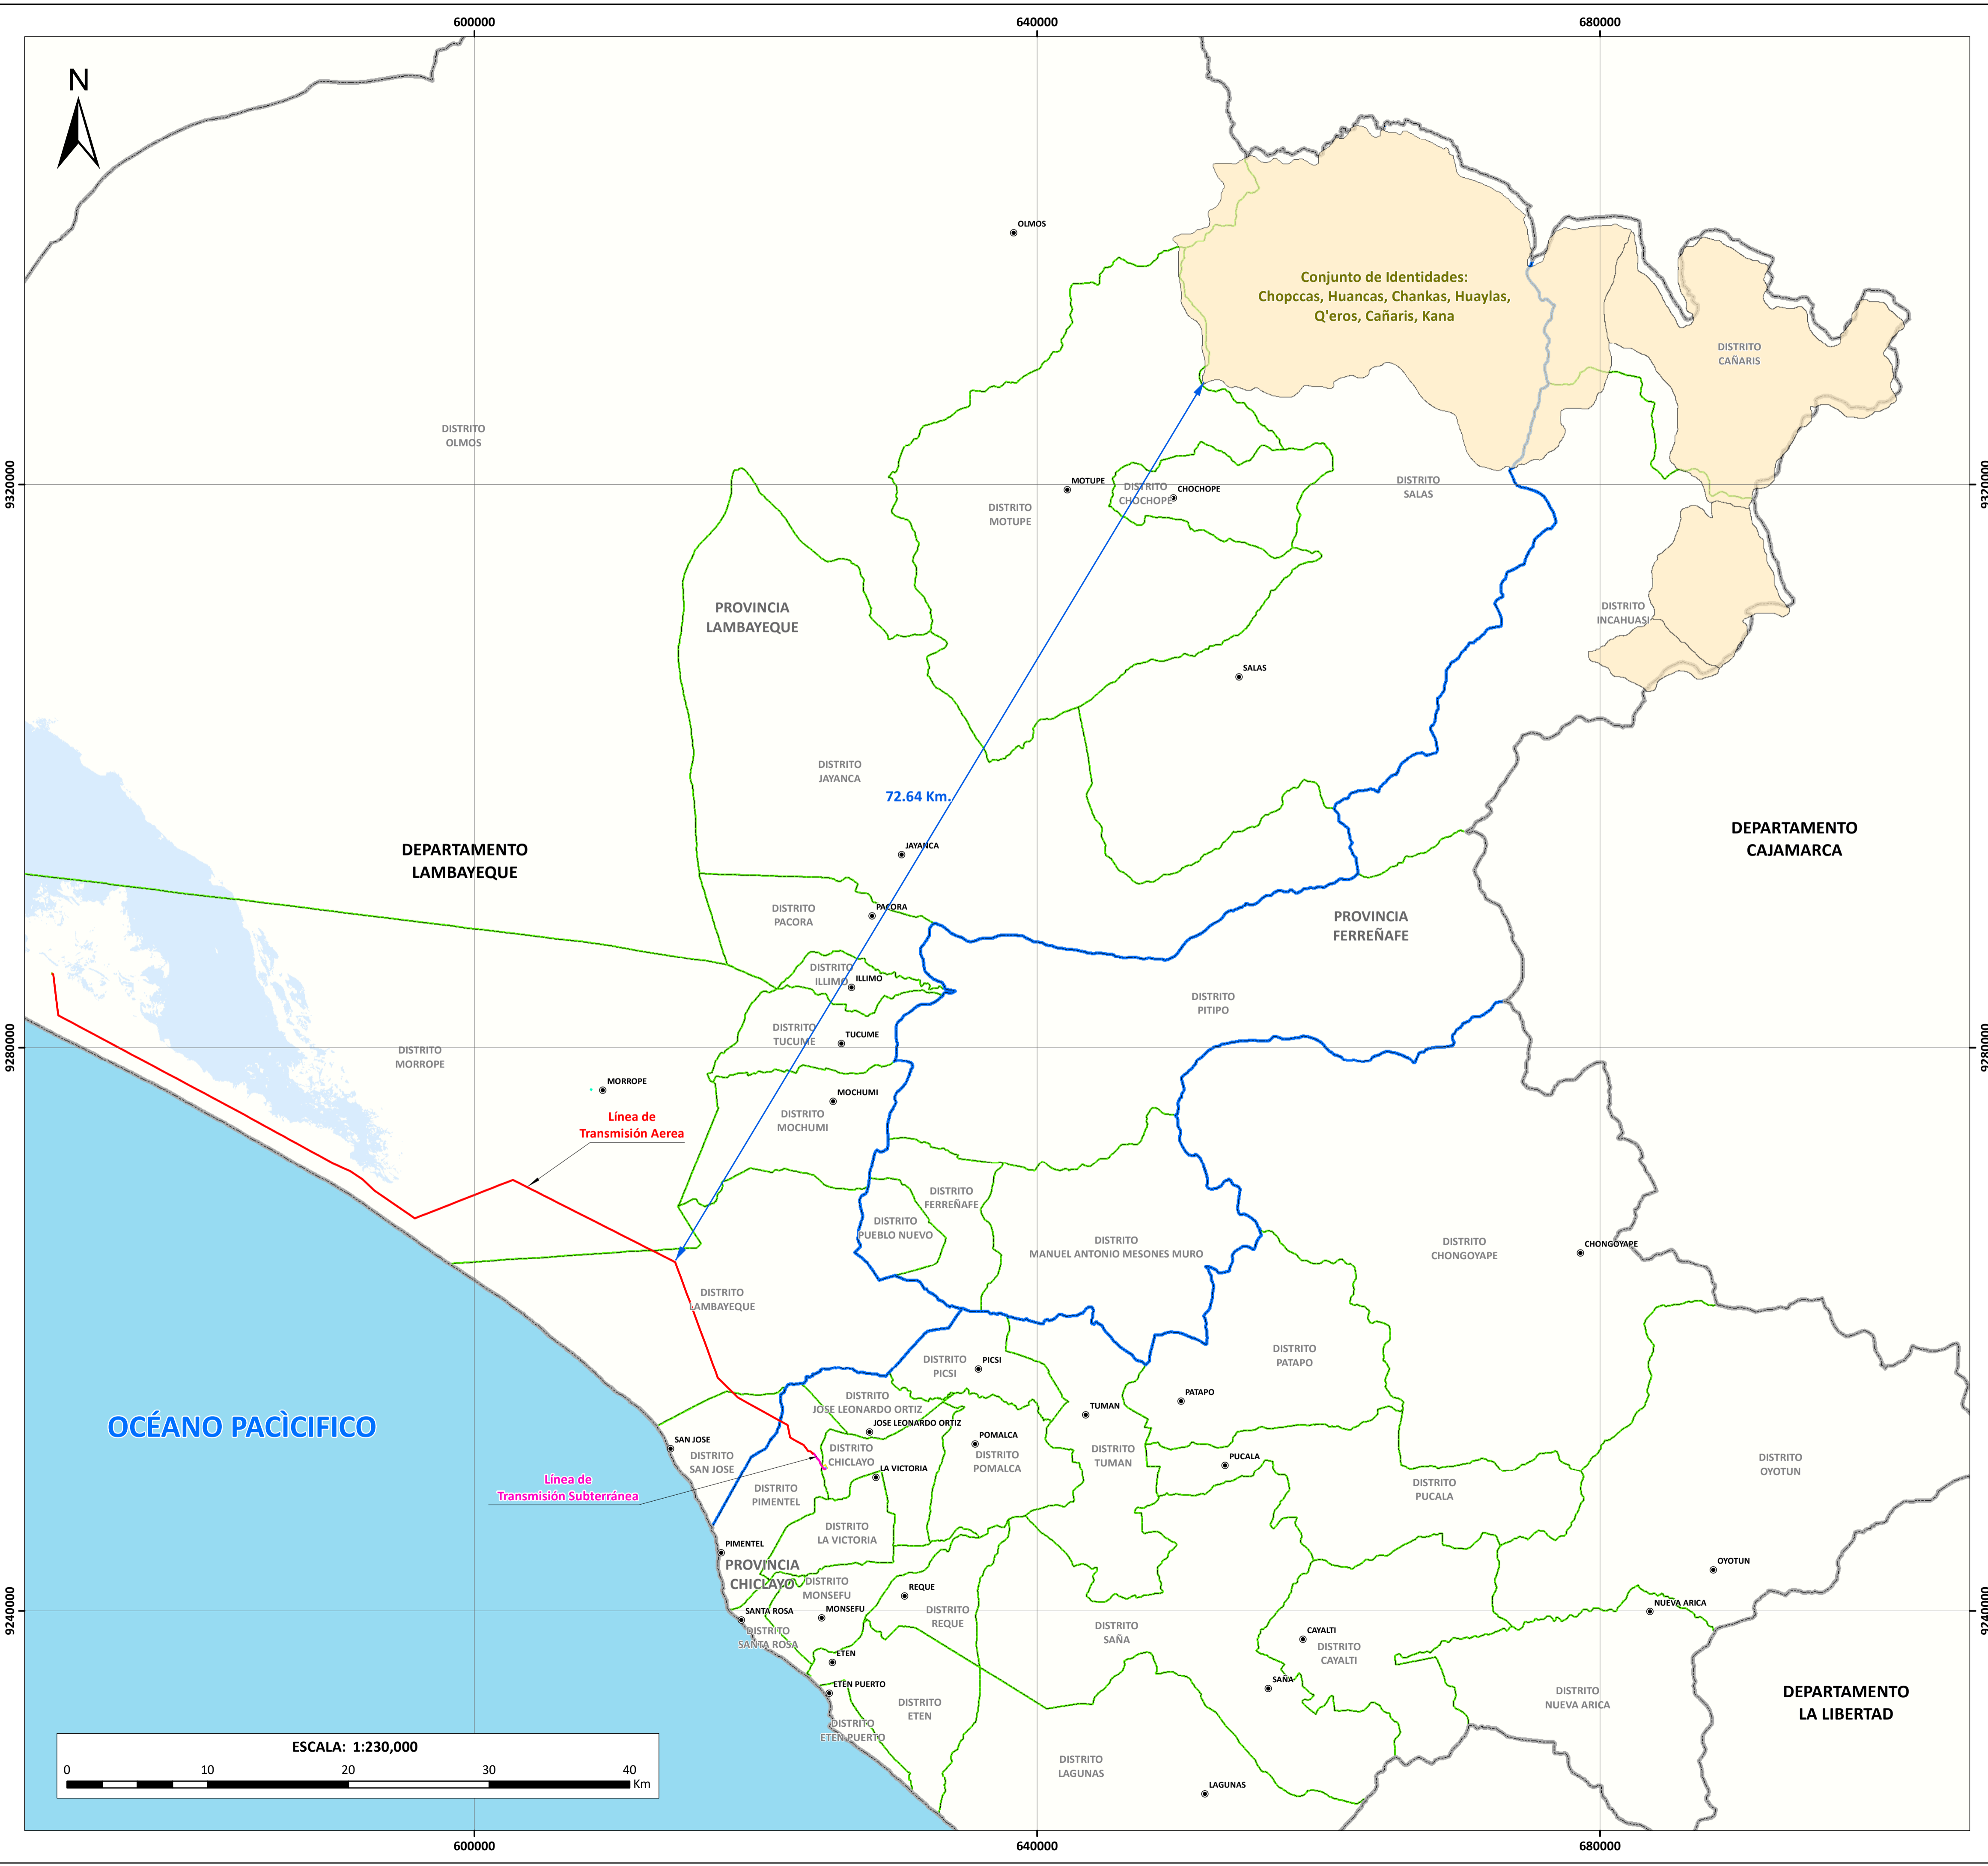 600000
640000
680000
N
OLMOS
Conjunto de Identidades:
Chopccas, Huancas, Chankas, Huaylas,
Q'eros, Cañaris, Kana
DISTRITO
CAÑARIS
DISTRITO
OLMOS
9320000
9320000
MOTUPE
DISTRITO
CHOCHOPE
CHOCHOPE
DISTRITO
SALAS
DISTRITO
MOTUPE
PROVINCIA
LAMBAYEQUE
DISTRITO
INCAHUASI
SALAS
DISTRITO
JAYANCA
72.64 Km.
DEPARTAMENTO
LAMBAYEQUE
JAYANCA
DEPARTAMENTO
CAJAMARCA
DISTRITO
PACORA
PACORA
PROVINCIA
FERREÑAFE
DISTRITO
ILLIMO
ILLIMO
DISTRITO
PITIPO
DISTRITO
TUCUME
TUCUME
9280000
9280000
DISTRITO
MORROPE
MORROPE
MOCHUMI
DISTRITO
MOCHUMI
Línea de
Transmisión Aerea
DISTRITO
FERREÑAFE
DISTRITO
PUEBLO NUEVO
DISTRITO
MANUEL ANTONIO MESONES MURO
DISTRITO
CHONGOYAPE
CHONGOYAPE
DISTRITO
LAMBAYEQUE
DISTRITO
PICSI
PICSI
DISTRITO
PATAPO
PATAPO
DISTRITO
JOSE LEONARDO ORTIZ
JOSE LEONARDO ORTIZ
TUMAN
OCÉANO PACÌCIFICO
SAN JOSE
DISTRITO
SAN JOSE
DISTRITO
CHICLAYO
POMALCA
DISTRITO
POMALCA
DISTRITO
TUMAN
PUCALA
DISTRITO
PUCALA
DISTRITO
OYOTUN
LA VICTORIA
Línea de
Transmisión Subterránea
DISTRITO
PIMENTEL
DISTRITO
LA VICTORIA
PIMENTEL
PROVINCIA
CHICLAYO
DISTRITO
MONSEFU
REQUE
OYOTUN
9240000
9240000
SANTA ROSA
MONSEFU
DISTRITO
REQUE
NUEVA ARICA
DISTRITO
SANTA ROSA
DISTRITO
SAÑA
CAYALTI
DISTRITO
CAYALTI
ETEN
SAÑA
ETEN PUERTO
DISTRITO
ETEN
DISTRITO
NUEVA ARICA
DEPARTAMENTO
LA LIBERTAD
DISTRITO
ETEN PUERTO
DISTRITO
LAGUNAS
LAGUNAS
ESCALA: 1:230,000
0
10
20
30
40
Km
600000
640000
680000